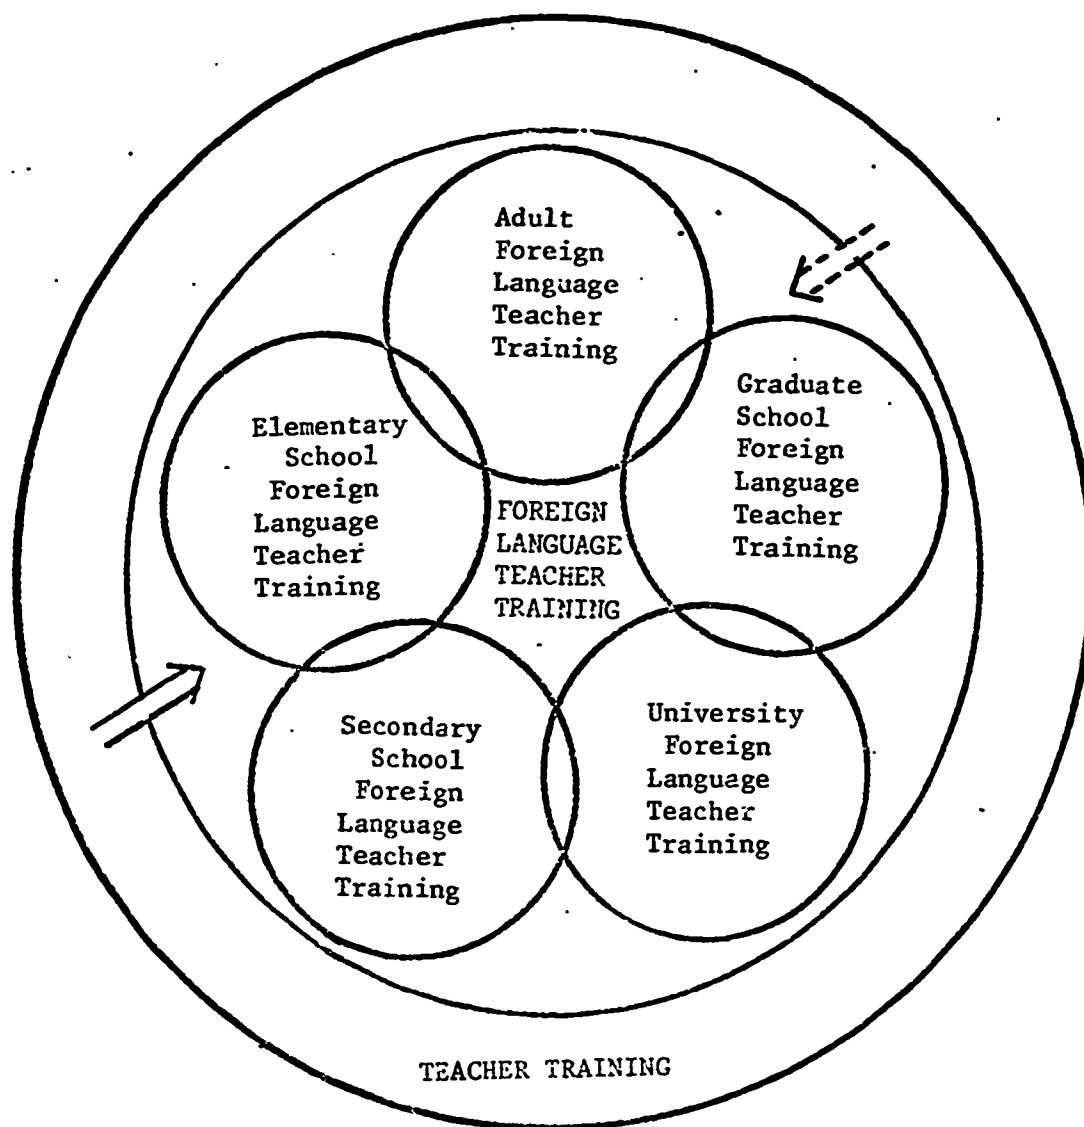 Adult
Foreign
Language
Teacher
Training
Graduate
School
Foreign
Language
Teacher
Training
Elementary
School
Foreign
Language
Teacher
Training
FOREIGN
LANGUAGE
TEACHER
TRAINING
Secondary
School
Foreign
Language
Teacher
Training
University
Foreign
Language
Teacher
Training
TEACHER TRAINING